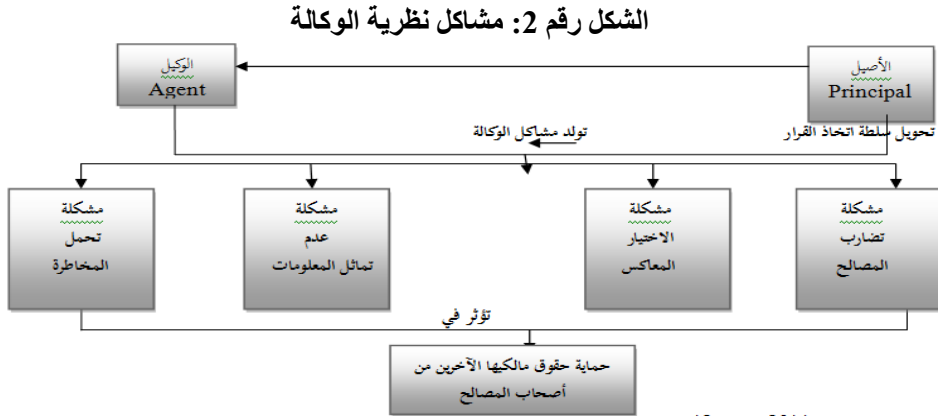 الشكل رقم 2: مشاكل نظرية الوكالة
الأصيل
Principal
الوكيل
Agent
تحويل سلطة اتخاذ القرار
تولد مشاكل الوكالة
مشكلة
تضارب
المصالح
مشكلة
الاختيار
المعاكس
مشكلة
عدم
تماثل المعلومات
مشكلة
تحمل
المخاطرة
تؤثر في
حماية حقوق مالكيها الآخرين من
أصحاب المصالح